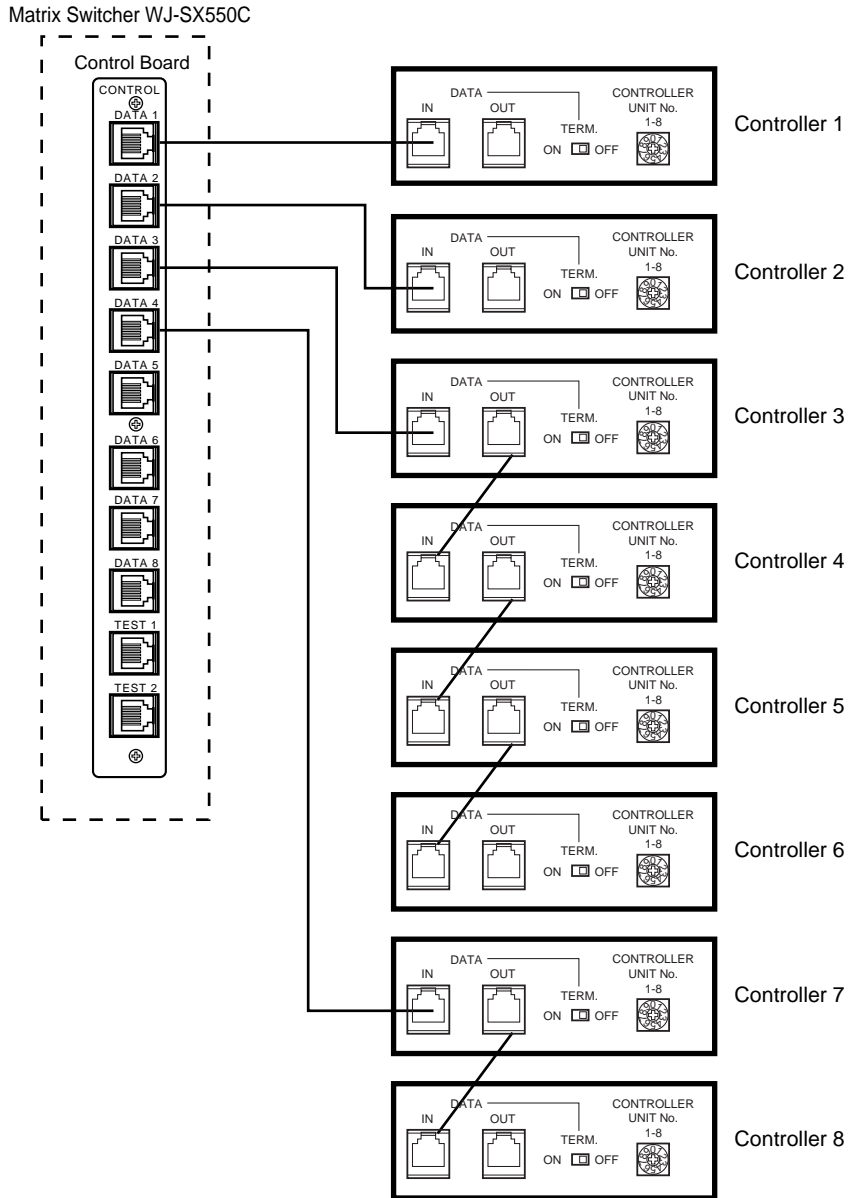 Matrix Switcher WJ-SX550C
Control Board
CONTROL
DATA 1
DATA 2
DATA 3
DATA 4
DATA 5
DATA 6
DATA 7
DATA 8
TEST 1
TEST 2
DATA
IN
OUT
TERM.
ON OFF
CONTROLLER
UNIT No.
1-8
Controller 1
DATA
IN
OUT
TERM.
ON OFF
CONTROLLER
UNIT No.
1-8
Controller 2
DATA
IN
OUT
TERM.
ON OFF
CONTROLLER
UNIT No.
1-8
Controller 3
DATA
IN
OUT
TERM.
ON OFF
CONTROLLER
UNIT No.
1-8
Controller 4
DATA
IN
OUT
TERM.
ON OFF
CONTROLLER
UNIT No.
1-8
Controller 5
DATA
IN
OUT
TERM.
ON OFF
CONTROLLER
UNIT No.
1-8
Controller 6
DATA
IN
OUT
TERM.
ON OFF
CONTROLLER
UNIT No.
1-8
Controller 7
DATA
IN
OUT
TERM.
ON OFF
CONTROLLER
UNIT No.
1-8
Controller 8